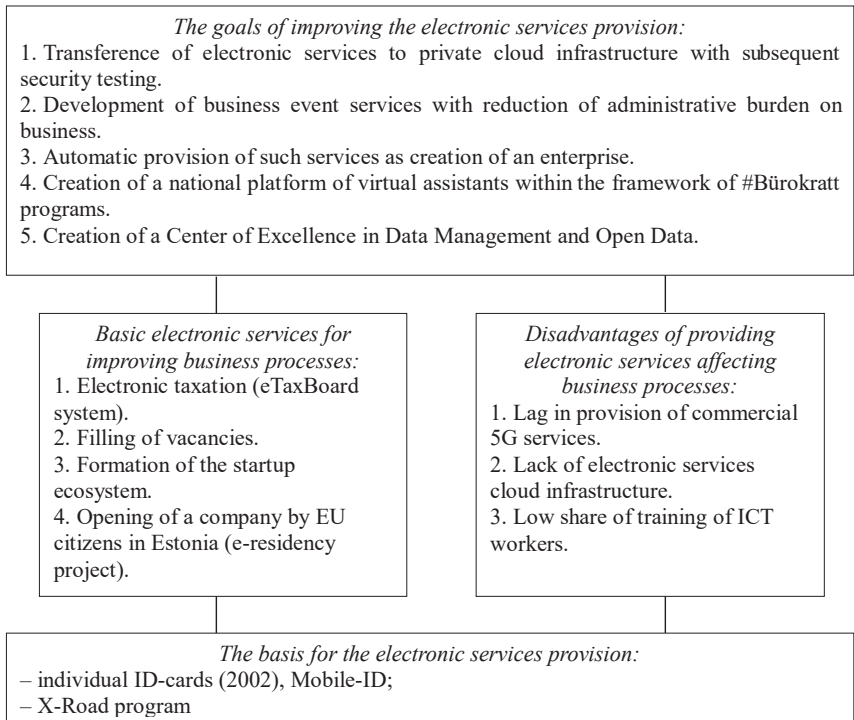 The goals of improving the electronic services provision:
1. Transference of electronic services to private cloud infrastructure with subsequent
security testing.
2. Development of business event services with reduction of administrative burden on
business.
3. Automatic provision of such services as creation of an enterprise.
4. Creation of a national platform of virtual assistants within the framework of #Bürokratt
programs.
5. Creation of a Center of Excellence in Data Management and Open Data.
Basic electronic services for
improving business processes:
1. Electronic taxation (eTaxBoard
system).
2. Filling of vacancies.
3. Formation of the startup
ecosystem.
4. Opening of a company by EU
citizens in Estonia (e-residency
project).
Disadvantages of providing
electronic services affecting
business processes:
1. Lag in provision of commercial
5G services.
2. Lack of electronic services
cloud infrastructure.
3. Low share of training of ICT
workers.
The basis for the electronic services provision:
– individual ID-cards (2002), Mobile-ID;
– X-Road program